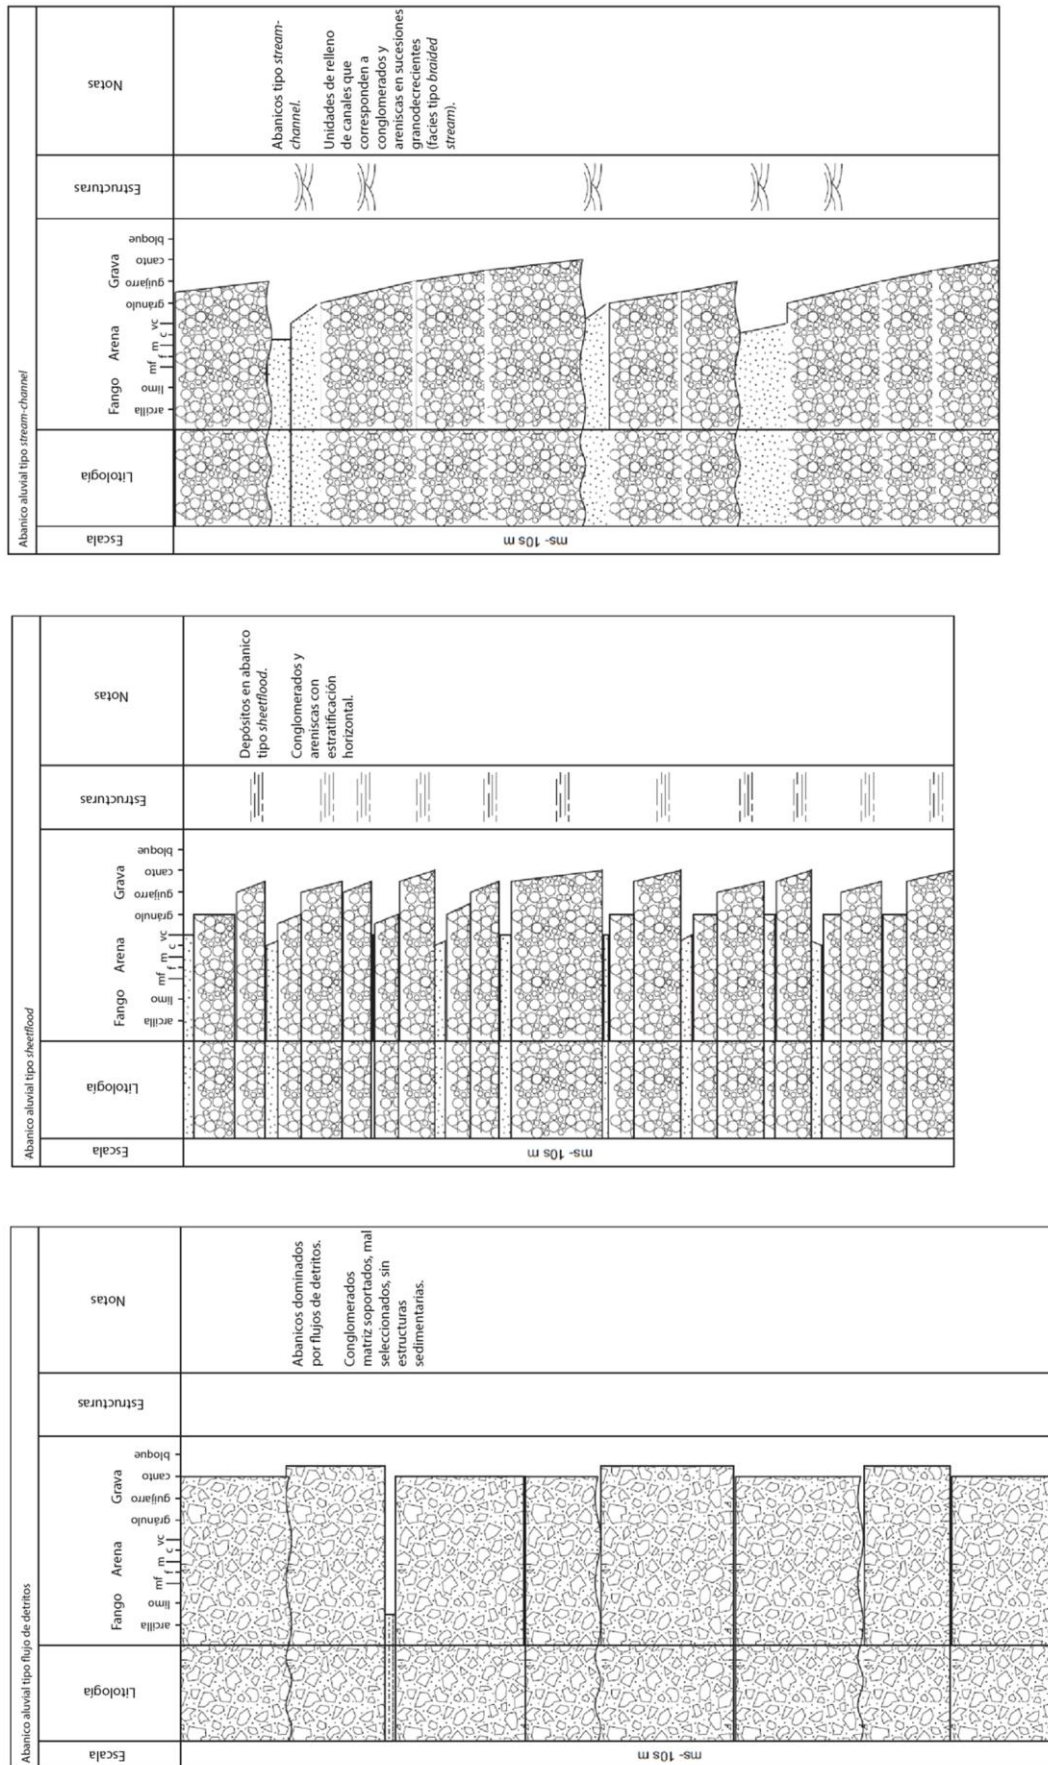 Abanico aluvial tipo stream-channel
Escala
Litología
Fango
Arena
Grava
arcilla
limo
mf
f
m
c
vc
gránulo
guijarro
canto
bloque
Estructuras
Notas
ms- 10s m
Abanicos tipo stream-
channel.
Unidades de relleno
de canales que
corresponden a
conglomerados y
areniscas en sucesiones
granodecrecientes
(facies tipo braided
stream).
Abanico aluvial tipo sheetflood
Escala
Litología
Fango
Arena
Grava
arcilla
limo
mf
f
m
c
vc
gránulo
guijarro
canto
bloque
Estructuras
Notas
ms- 10s m
Depósitos en abanico
tipo sheetflood.
Conglomerados y
areniscas con
estratificación
horizontal.
Abanico aluvial tipo flujo de detritos
Escala
Litología
Fango
Arena
Grava
arcilla
limo
mf
f
m
c
vc
gránulo
guijarro
canto
bloque
Estructuras
Notas
ms- 10s m
Abanicos dominados
por flujos de detritos.
Conglomerados
matriz soportados, mal
seleccionados, sin
estructuras
sedimentarias.